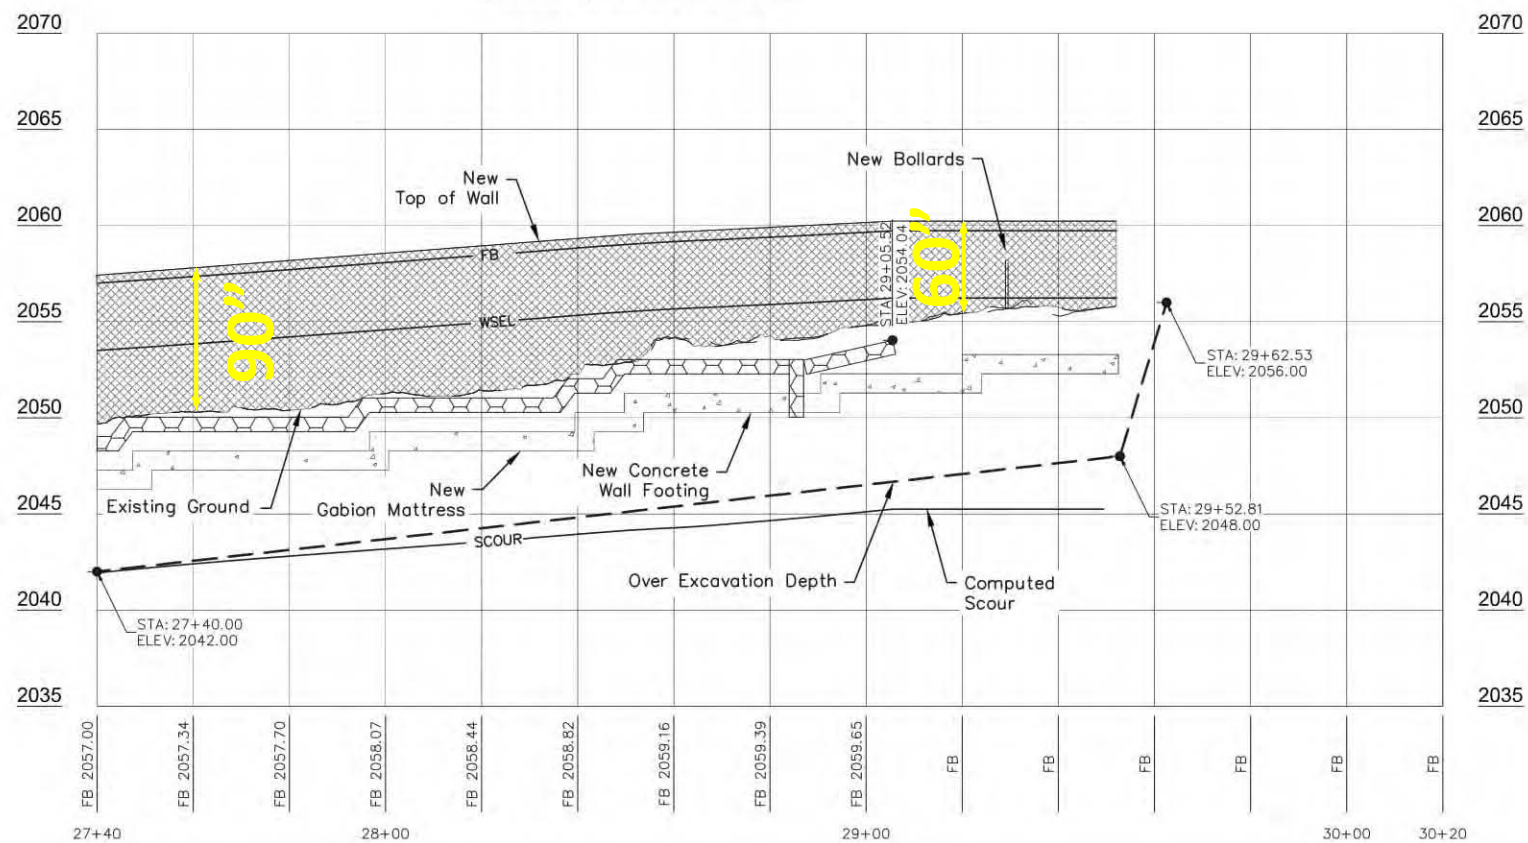 2070
2070
2065
2065
New Bollards
New
Top of Wall
2060
2060
FB
STA: 29+05.52
ELEV: 2054.04
60"
90"
2055
2055
WSEL
STA: 29+62.53
ELEV: 2056.00
2050
2050
New Concrete
Wall Footing
New
Gabion Mattress
Existing Ground
2045
2045
STA: 29+52.81
ELEV: 2048.00
SCOUR
Over Excavation Depth
Computed
Scour
2040
2040
STA: 27+40.00
ELEV: 2042.00
2035
2035
FB 2057.00
FB 2057.34
FB 2057.70
FB 2058.07
FB 2058.44
FB 2058.82
FB 2059.16
FB 2059.39
FB 2059.65
FB
FB
FB
FB
FB
FB
27+40
28+00
29+00
30+00
30+20